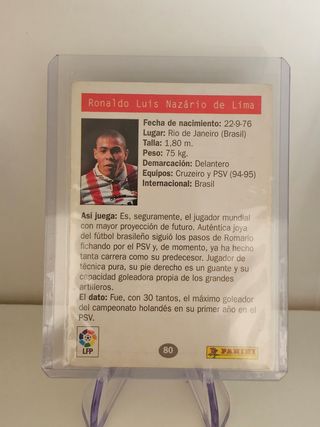 Ronaldo Luis Nazário de Lima
Fecha de nacimiento: 22-9-76
Lugar: Rio de Janeiro (Brasil)
Talla: 1,80 m.
Peso: 75 kg.
Demarcación: Delantero
Equipos: Cruzeiro y PSV (94-95)
Internacional: Brasil
Así juega: Es, seguramente, el jugador mundial
con mayor proyección de futuro. Auténtica joya
del fútbol brasileño siguió los pasos de Romario
fichando por el PSV y, de momento, ya ha hecho
tanta carrera como su predecesor. Jugador de
técnica pura, su pie derecho es un guante y su
capacidad goleadora propia de los grandes
artilleros.
El dato: Fue, con 30 tantos, el máximo goleador
del campeonato holandés en su primer año en el
PSV.
LFP
80
PANINI